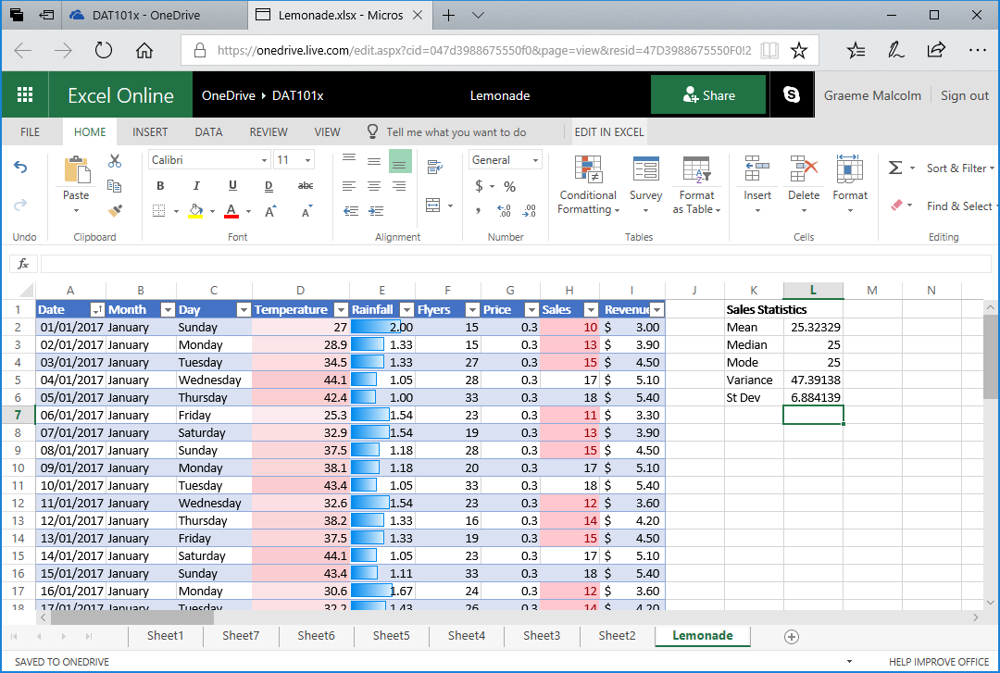 DAT101x - OneDrive
Lemonade.xlsx - Micros
https://onedrive.live.com/edit.aspx?cid=047d3988675550f0&page=view&resid=47D3988675550F0!2
Excel Online OneDrive DAT101x Lemonade Share Graeme Malcolm Sign out
FILE HOME INSERT DATA REVIEW VIEW Tell me what you want to do EDIT IN EXCEL
Calibri 11 General
Paste B I U D abc $ % Conditional Formatting Survey Format as Table Insert Delete Format Σ Sort & Filter
A A A , .00 Find & Select
Undo Clipboard Font Alignment Number Tables Cells Editing
fx
A B C D E F G H I J K L M N
1 Date Month Day Temperature Rainfall Flyers Price Sales Revenue Sales Statistics
2 01/01/2017 January Sunday 27 2.00 15 0.3 10 $ 3.00 Mean 25.32329
3 02/01/2017 January Monday 28.9 1.33 15 0.3 13 $ 3.90 Median 25
4 03/01/2017 January Tuesday 34.5 1.33 27 0.3 15 $ 4.50 Mode 25
5 04/01/2017 January Wednesday 44.1 1.05 28 0.3 17 $ 5.10 Variance 47.39138
6 05/01/2017 January Thursday 42.4 1.00 33 0.3 18 $ 5.40 St Dev 6.884139
7 06/01/2017 January Friday 25.3 1.54 23 0.3 11 $ 3.30
8 07/01/2017 January Saturday 32.9 1.54 19 0.3 13 $ 3.90
9 08/01/2017 January Sunday 37.5 1.18 28 0.3 15 $ 4.50
10 09/01/2017 January Monday 38.1 1.18 20 0.3 17 $ 5.10
11 10/01/2017 January Tuesday 43.4 1.05 33 0.3 18 $ 5.40
12 11/01/2017 January Wednesday 32.6 1.54 23 0.3 12 $ 3.60
13 12/01/2017 January Thursday 38.2 1.33 16 0.3 14 $ 4.20
14 13/01/2017 January Friday 37.5 1.33 19 0.3 15 $ 4.50
15 14/01/2017 January Saturday 44.1 1.05 23 0.3 17 $ 5.10
16 15/01/2017 January Sunday 43.4 1.11 33 0.3 18 $ 5.40
17 16/01/2017 January Monday 30.6 1.67 24 0.3 12 $ 3.60
18 17/01/2017 January Tuesday 32.2 1.43 26 0.3 14 $ 4.20
Sheet1 Sheet7 Sheet6 Sheet5 Sheet4 Sheet3 Sheet2 Lemonade
SAVED TO ONEDRIVE HELP IMPROVE OFFICE